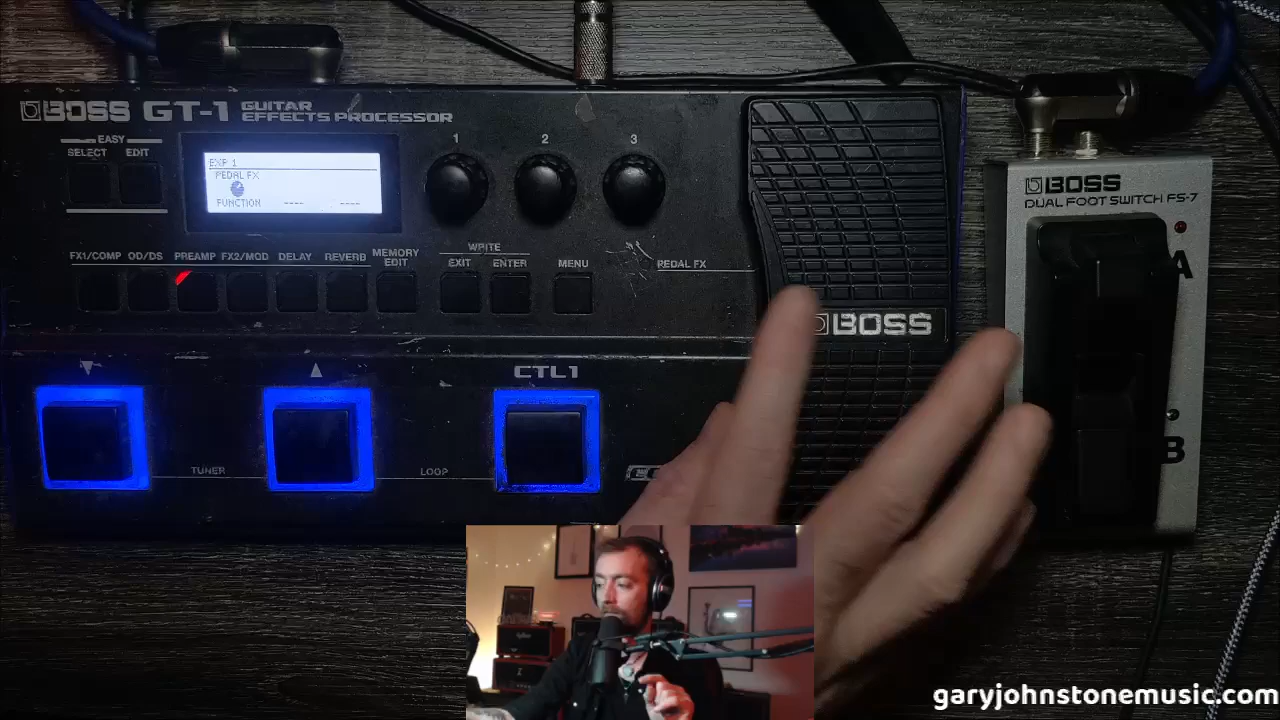 BOSS GT-1 GUITAR EFFECTS PROCESSOR
EASY
SELECT EDIT
EXP 1
PEDAL FX
FUNCTION ---- ----
1 2 3
BOSS
DUAL FOOT SWITCH FS-7
A
FX1/COMP OD/DS PREAMP FX2/MOD DELAY REVERB MEMORY EDIT
WRITE
EXIT ENTER MENU
PEDAL FX
BOSS
CTL1
B
TUNER LOOP
garyjohnstonemusic.com